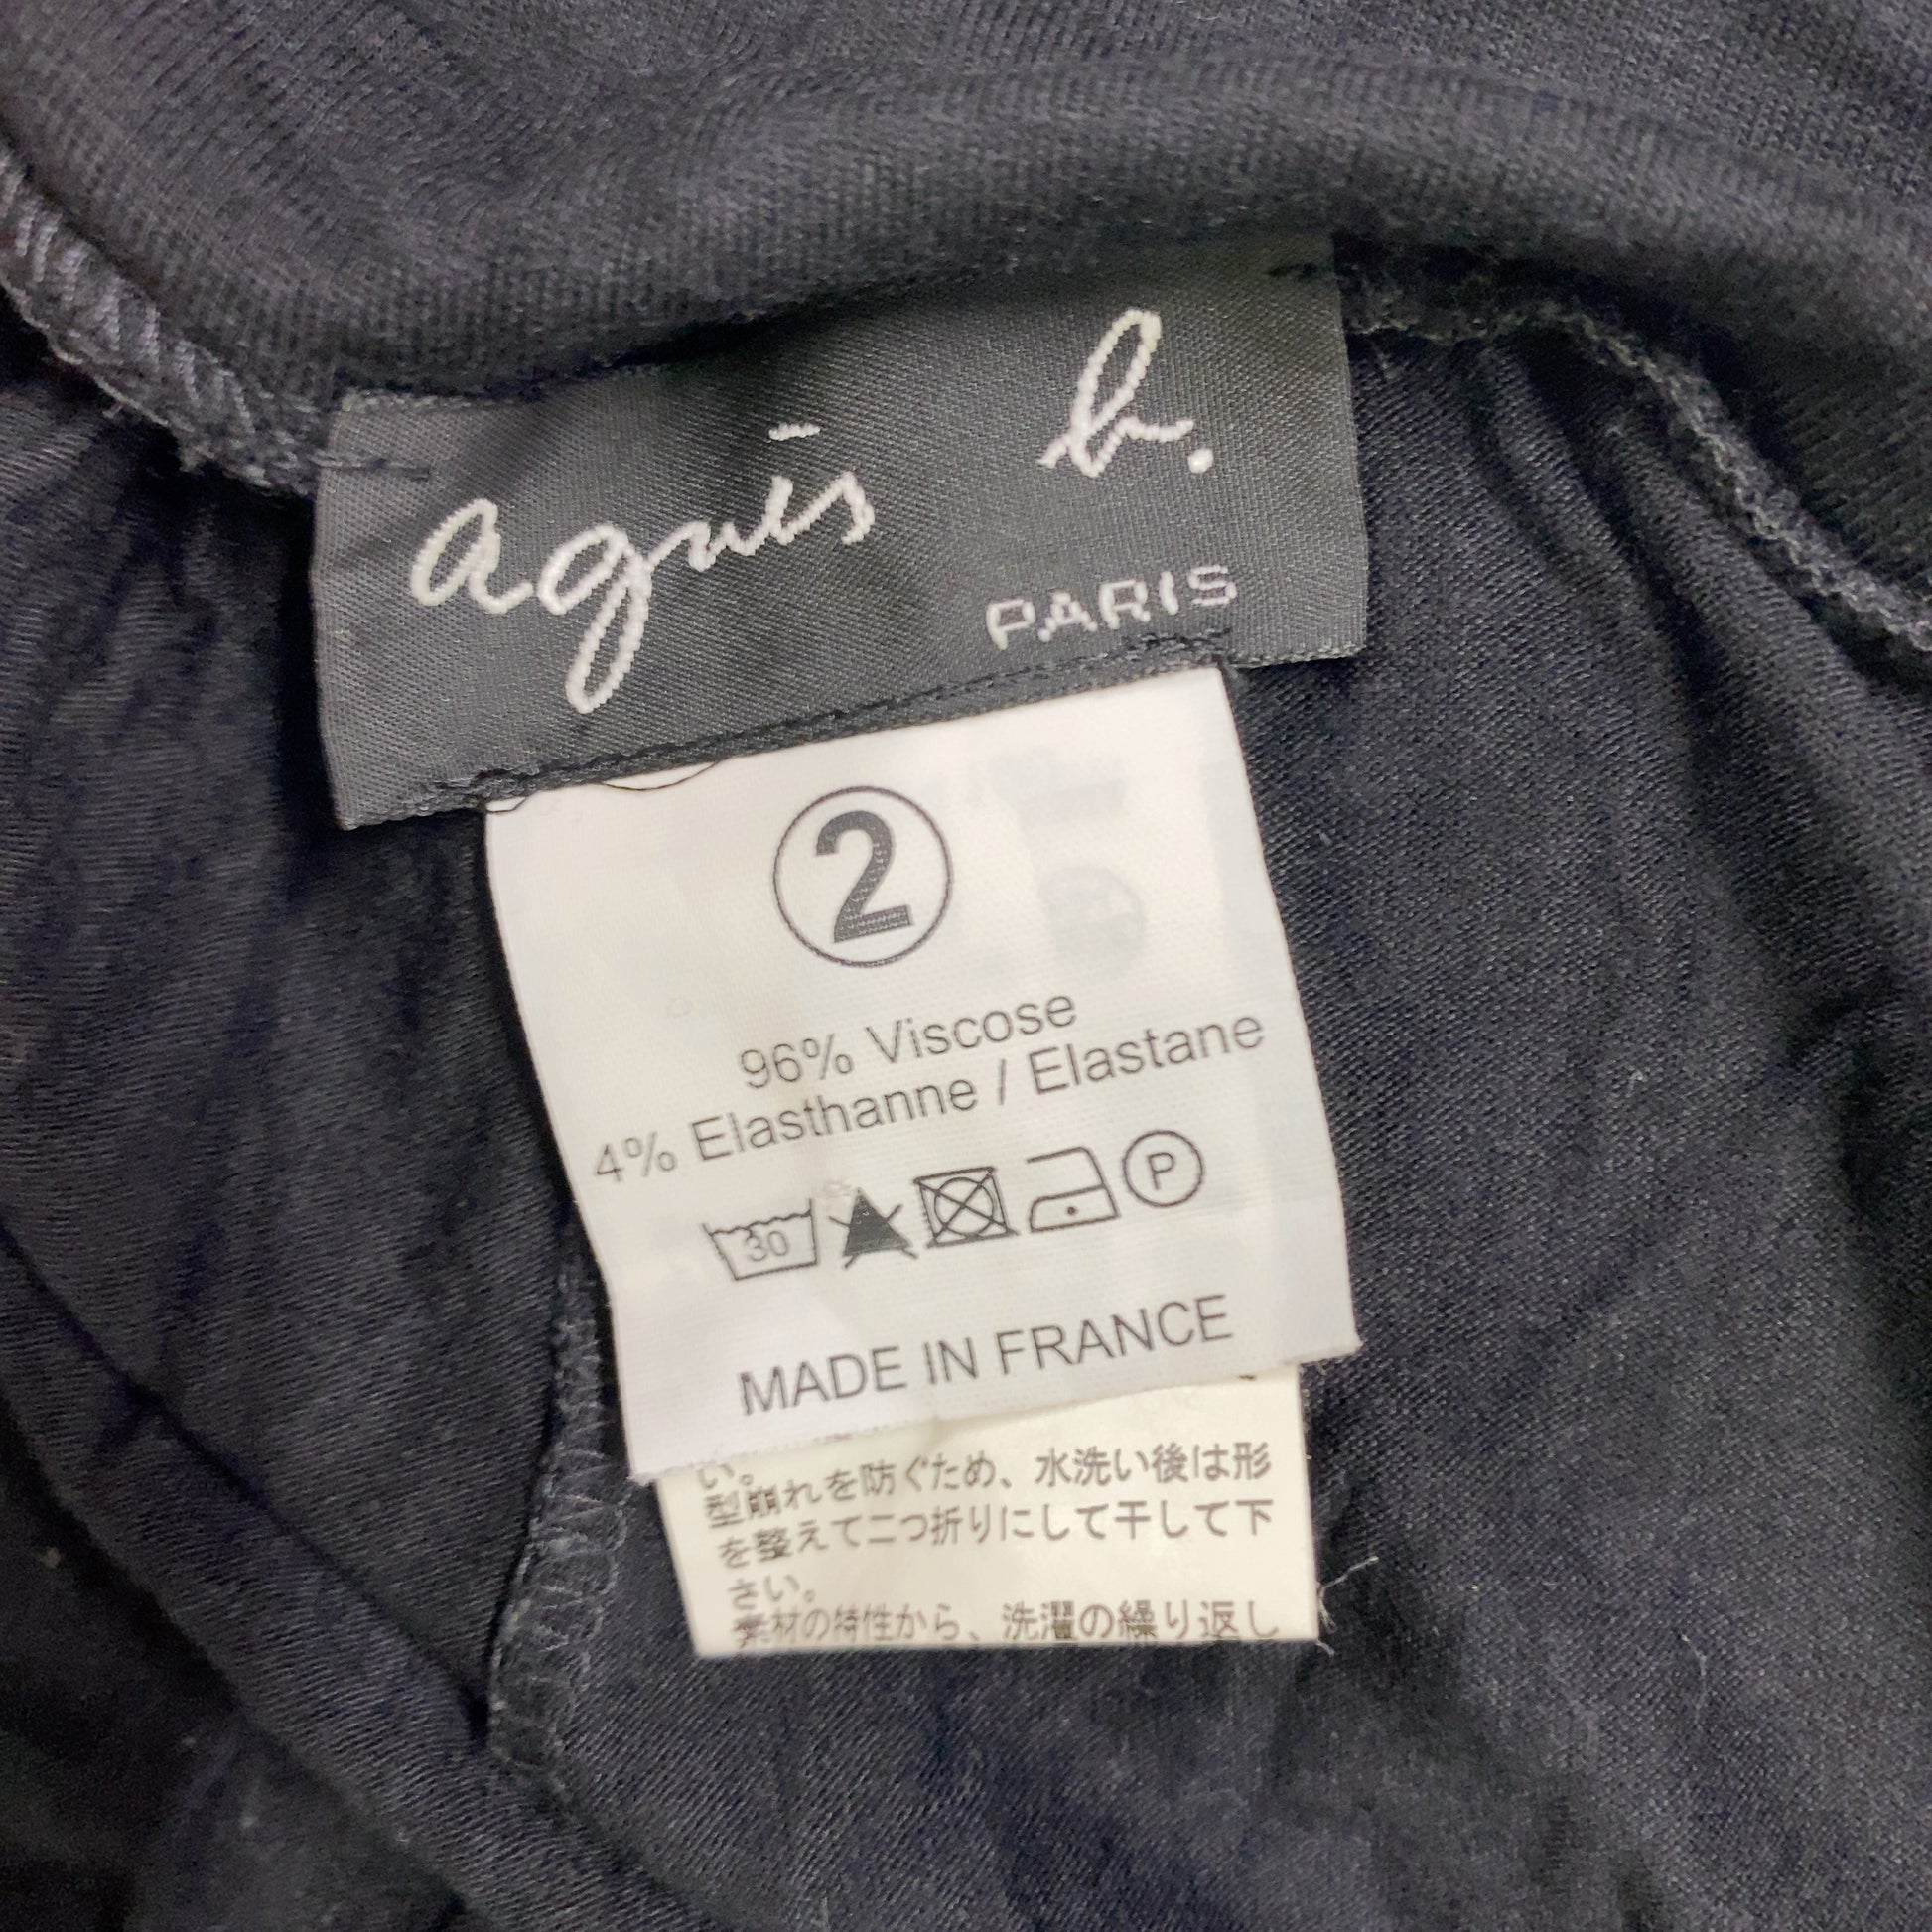 agnès b.
PARIS
2
96% Viscose
4% Elasthanne / Elastane
30
P
MADE IN FRANCE
い。
型崩れを防ぐため、水洗い後は形
を整えて二つ折りにして干して下
さい。
素材の特性から、洗濯の繰り返し